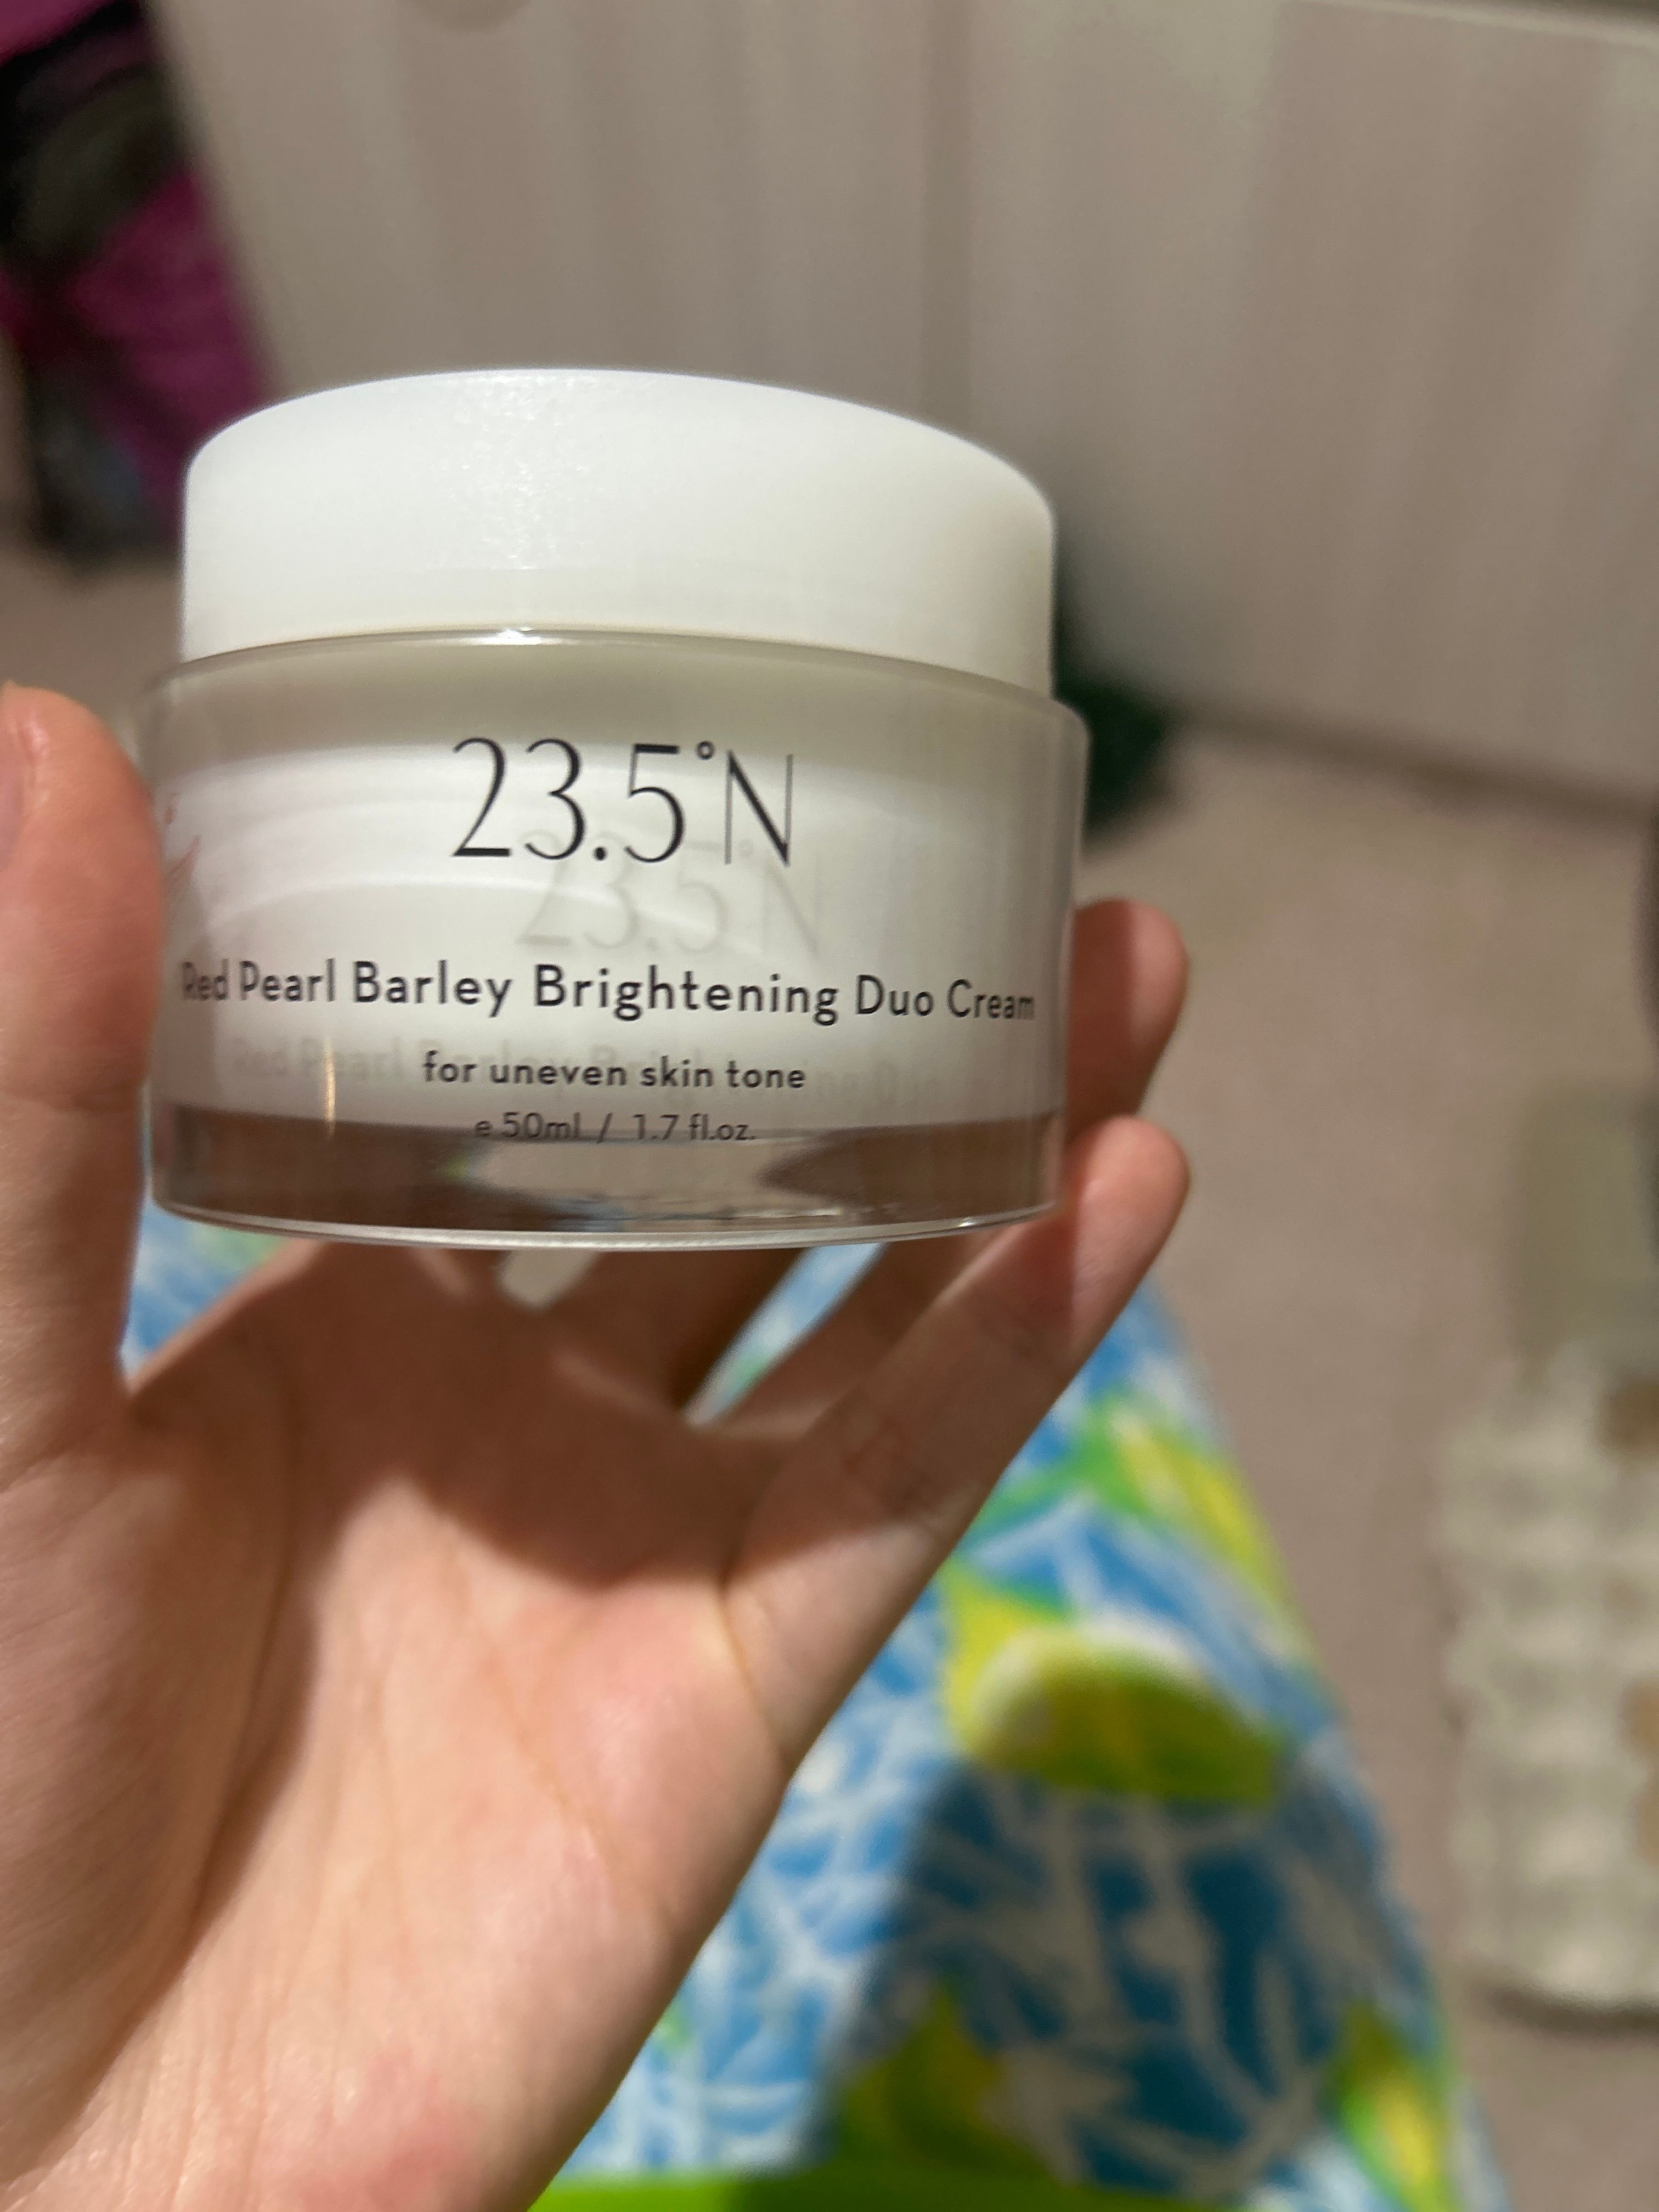 23.5°N
Red Pearl Barley Brightening Duo Cream
for uneven skin tone
e 50ml / 1.7 fl.oz.